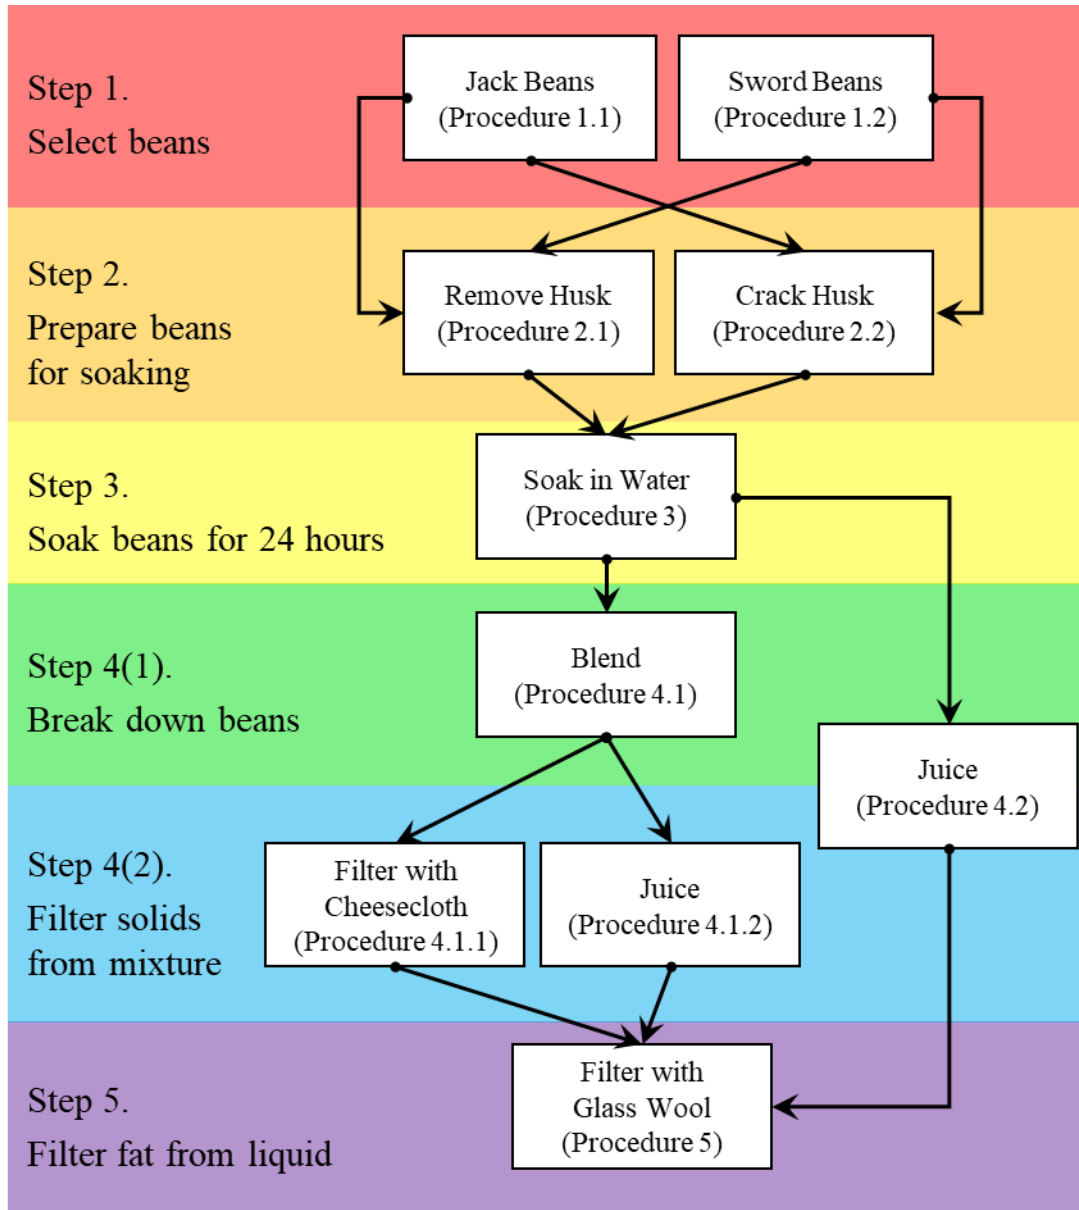 Step 1.
Select beans
Jack Beans
(Procedure 1.1)
Sword Beans
(Procedure 1.2)
Step 2.
Prepare beans
for soaking
Remove Husk
(Procedure 2.1)
Crack Husk
(Procedure 2.2)
Step 3.
Soak beans for 24 hours
Soak in Water
(Procedure 3)
Step 4(1).
Break down beans
Blend
(Procedure 4.1)
Juice
(Procedure 4.2)
Step 4(2).
Filter solids
from mixture
Filter with
Cheesecloth
(Procedure 4.1.1)
Juice
(Procedure 4.1.2)
Step 5.
Filter fat from liquid
Filter with
Glass Wool
(Procedure 5)